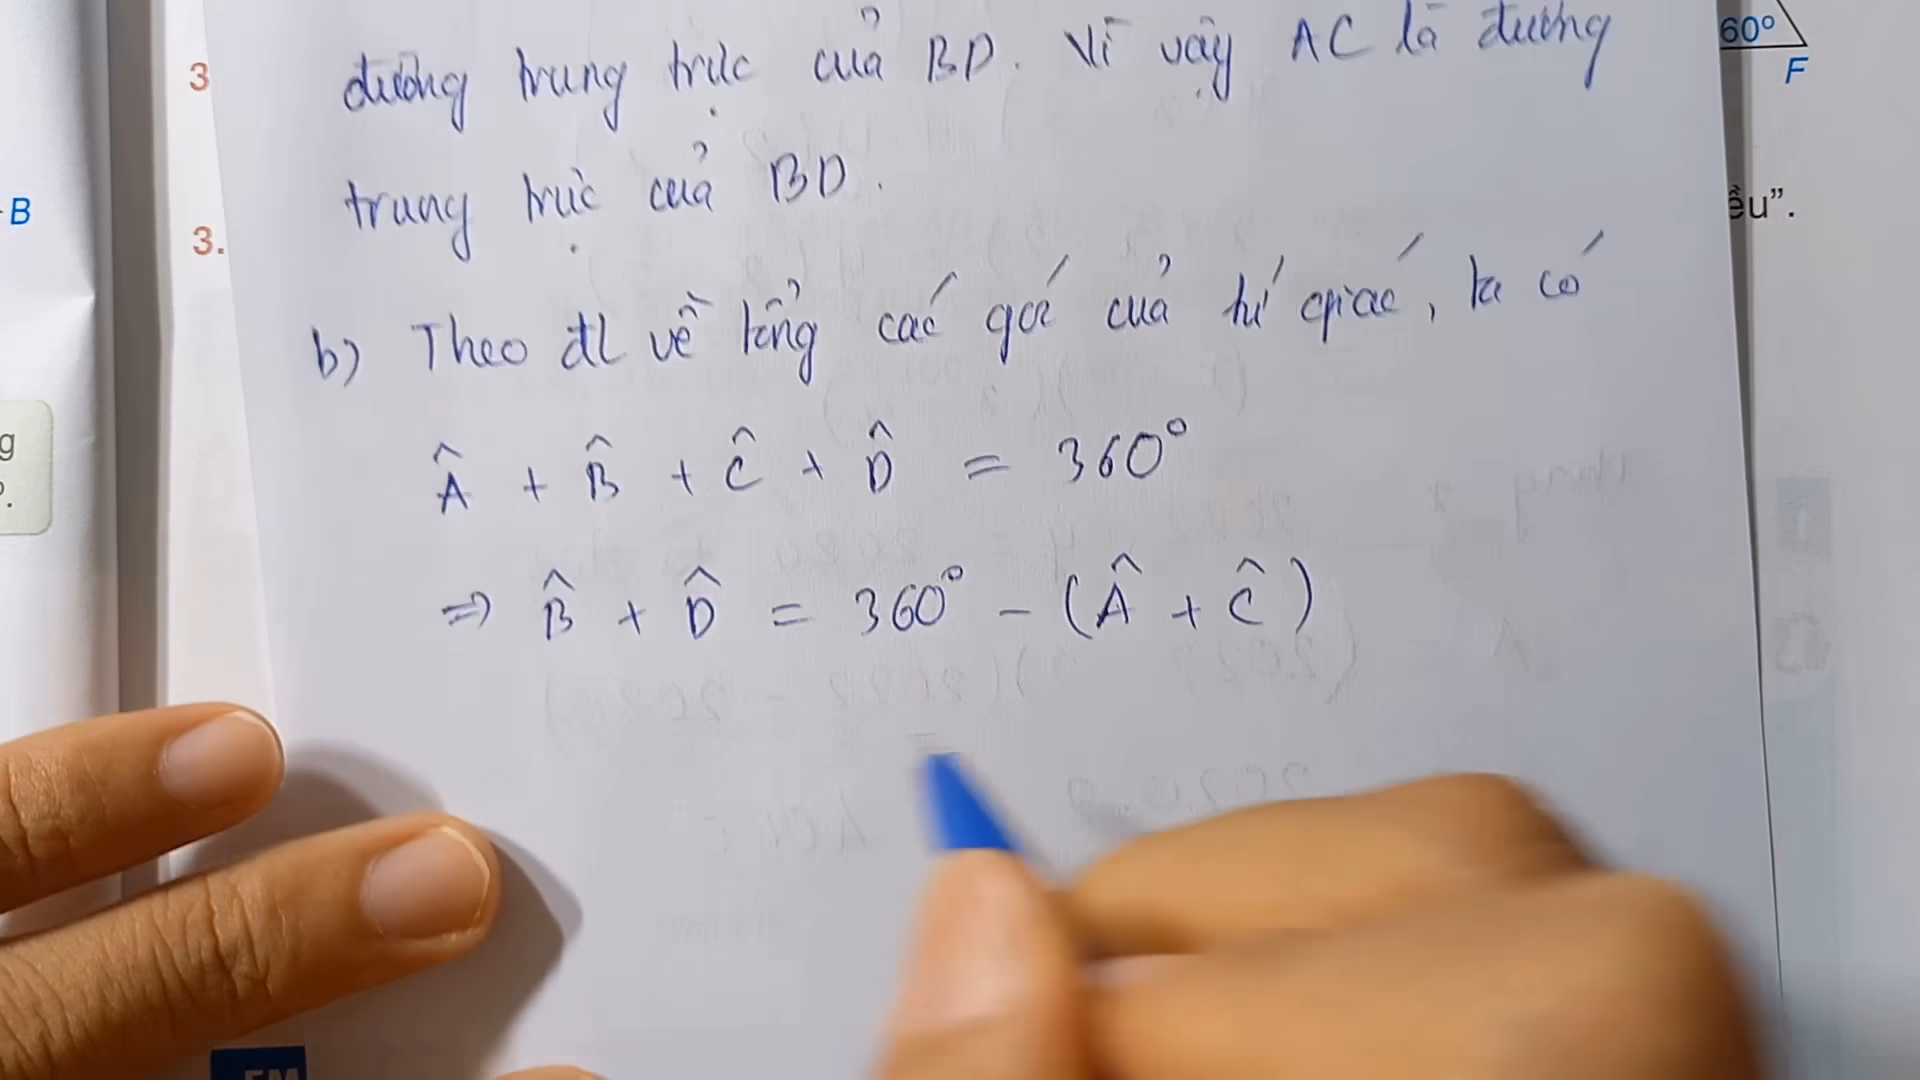 3
đường trung trực của BD. Vì vậy AC là đường
60°
F
trung trực của BD.
B
3.
ều”.
b) Theo đl về tổng các góc của tứ giác, ta có
g
Â + B̂ + Ĉ + D̂ = 360°
⇒ B̂ + D̂ = 360° - (Â + Ĉ)